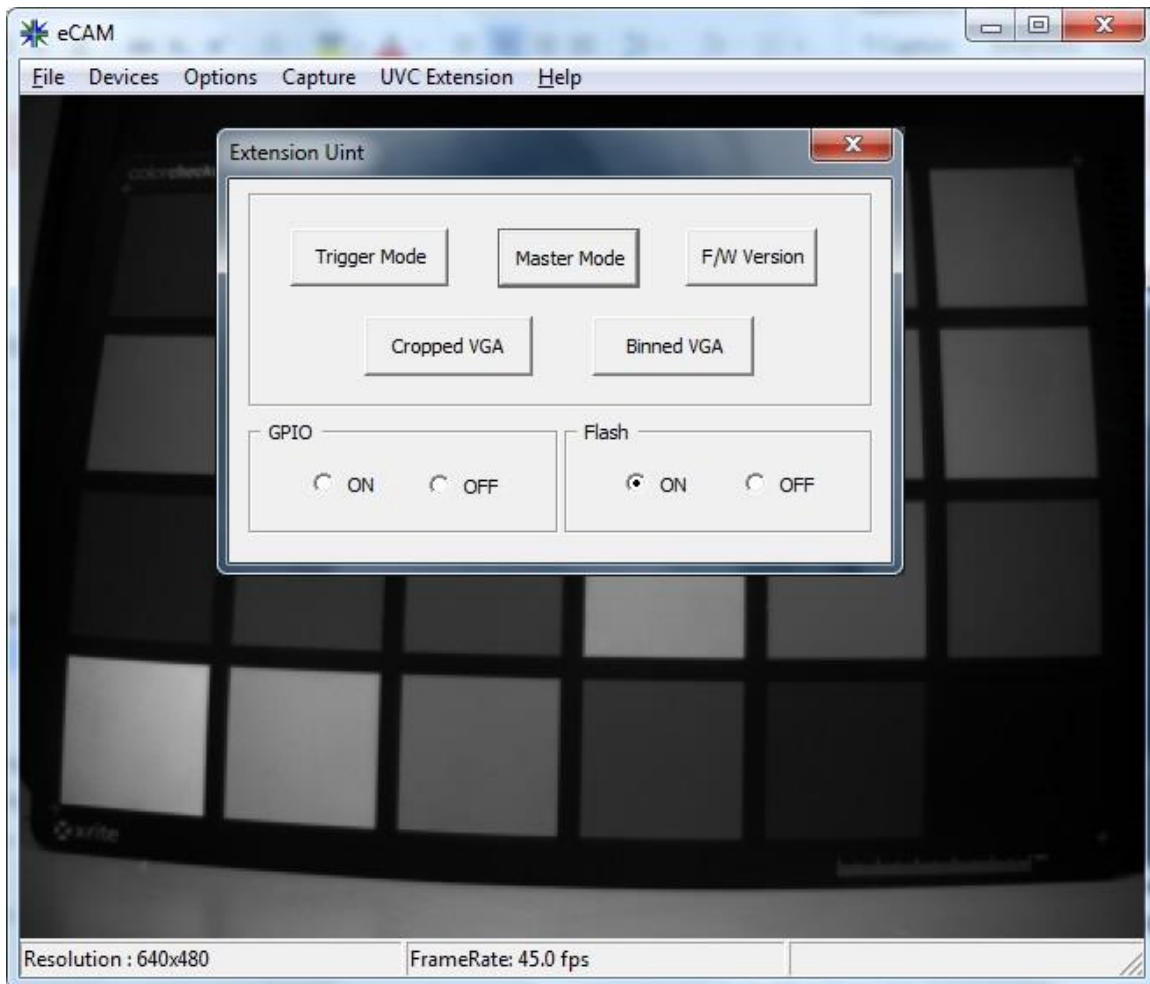 eCAM
File Devices Options Capture UVC Extension Help
Extension Uint
Trigger Mode Master Mode F/W Version
Cropped VGA Binned VGA
GPIO Flash
ON OFF ON OFF
xrite
Resolution : 640x480 FrameRate: 45.0 fps